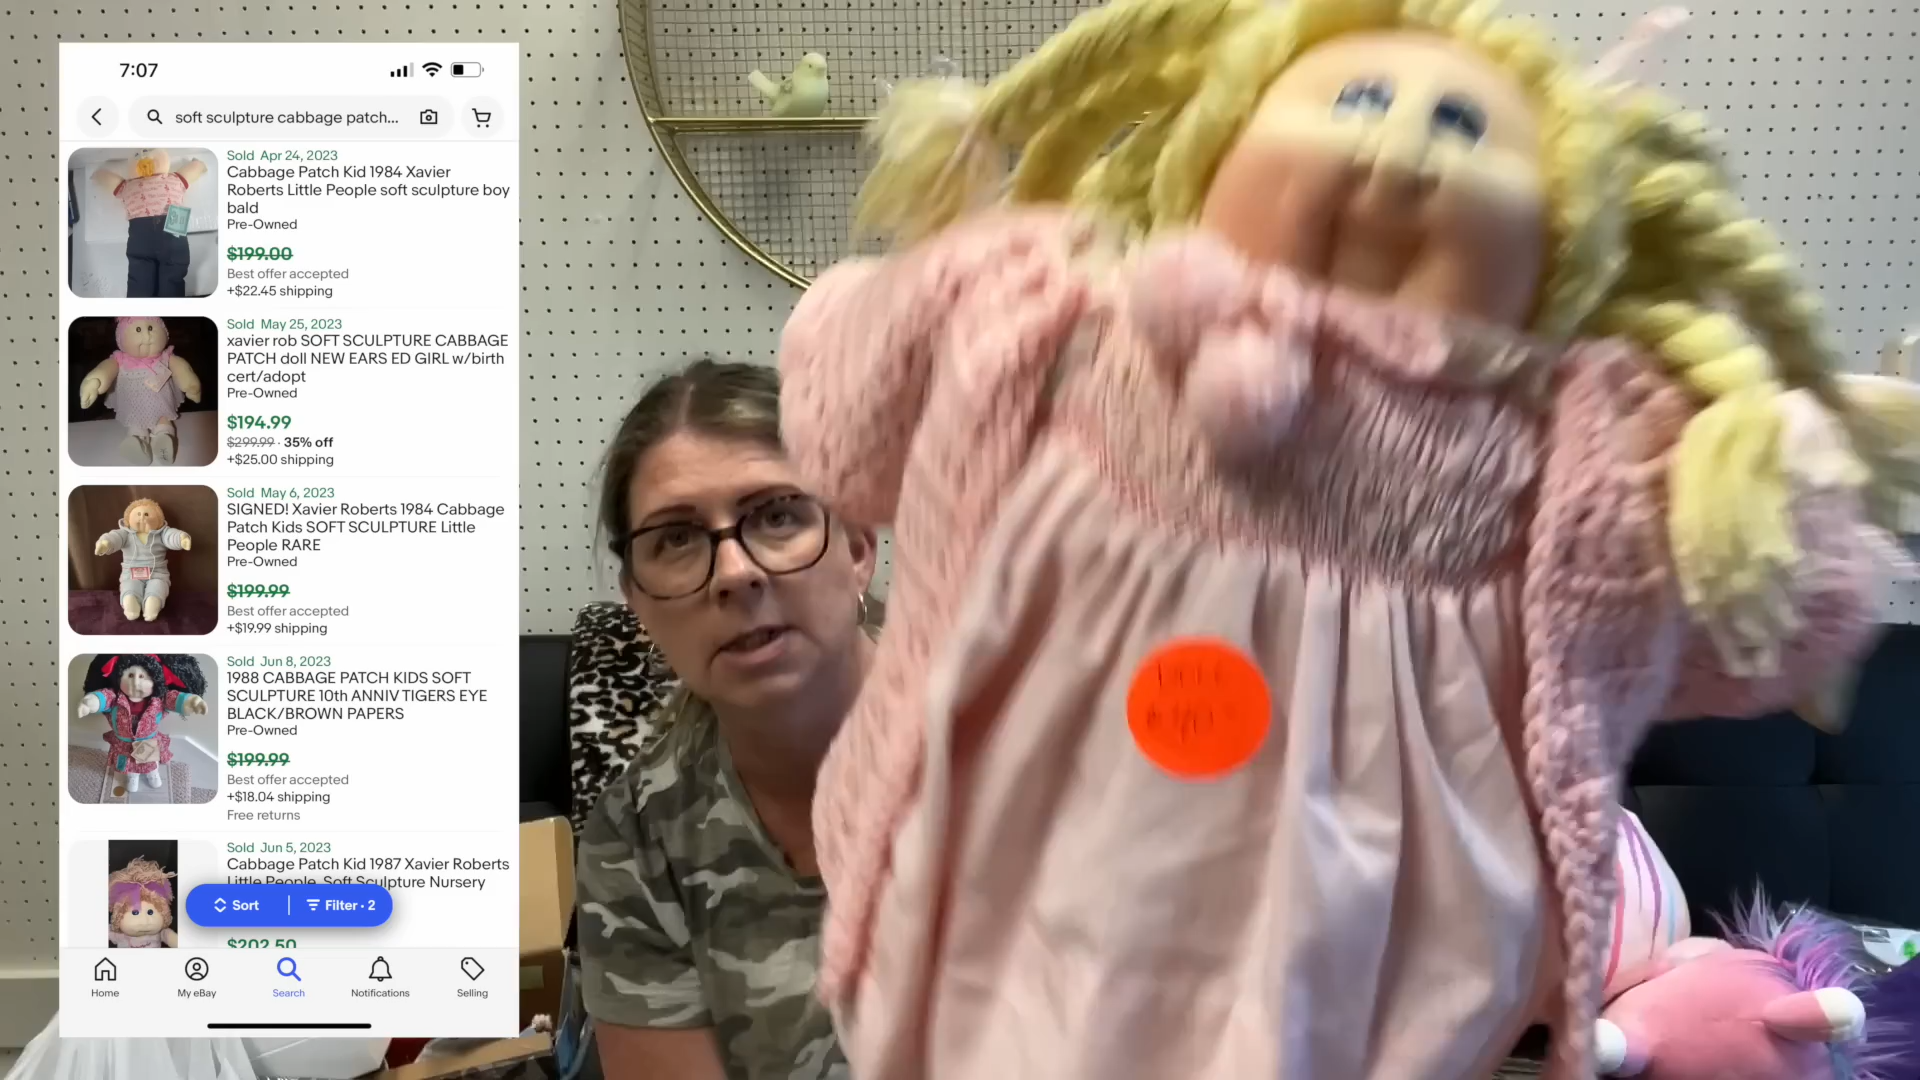 7:07
soft sculpture cabbage patch...
Sold Apr 24, 2023
Cabbage Patch Kid 1984 Xavier
Roberts Little People soft sculpture boy
bald
Pre-Owned
$199.00
Best offer accepted
+$22.45 shipping
Sold May 25, 2023
xavier rob SOFT SCULPTURE CABBAGE
PATCH doll NEW EARS ED GIRL w/birth
cert/adopt
Pre-Owned
$194.99
$299.99 · 35% off
+$25.00 shipping
Sold May 6, 2023
SIGNED! Xavier Roberts 1984 Cabbage
Patch Kids SOFT SCULPTURE Little
People RARE
Pre-Owned
$199.99
Best offer accepted
+$19.99 shipping
Sold Jun 8, 2023
1988 CABBAGE PATCH KIDS SOFT
SCULPTURE 10th ANNIV TIGERS EYE
BLACK/BROWN PAPERS
Pre-Owned
$199.99
Best offer accepted
+$18.04 shipping
Free returns
Sold Jun 5, 2023
Cabbage Patch Kid 1987 Xavier Roberts
Little People Soft Sculpture Nursery
$202.50
Sort
Filter · 2
Home
My eBay
Search
Notifications
Selling